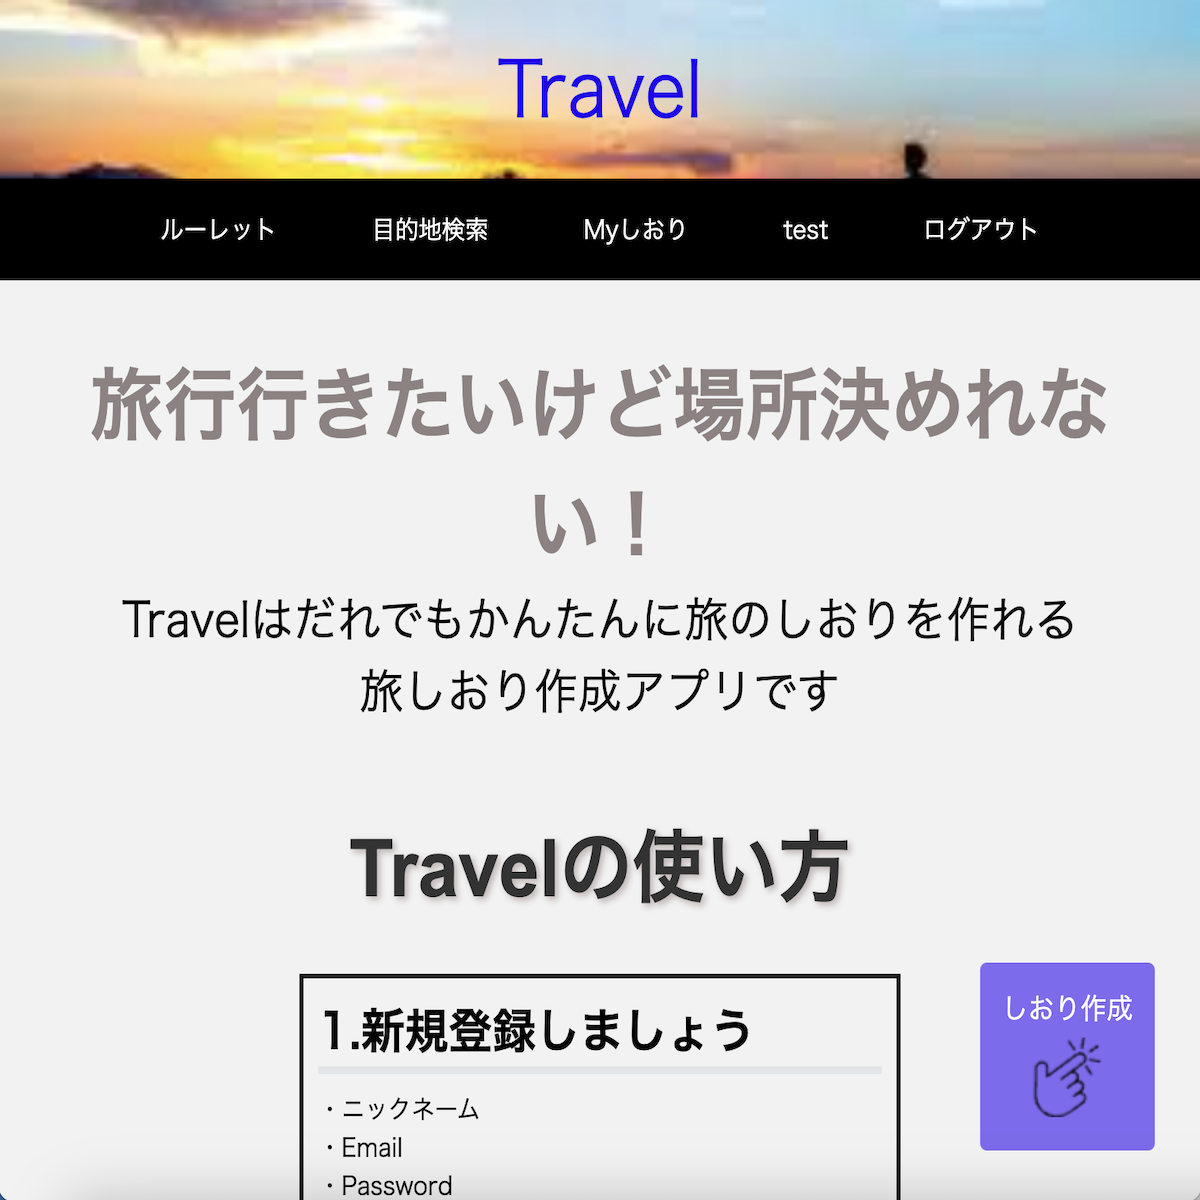 Travel
ルーレット 目的地検索 Myしおり test ログアウト
旅行行きたいけど場所決めれな
い！
Travelはだれでもかんたんに旅のしおりを作れる
旅しおり作成アプリです
Travelの使い方
1.新規登録しましょう
・ニックネーム
・Email
・Password
しおり作成